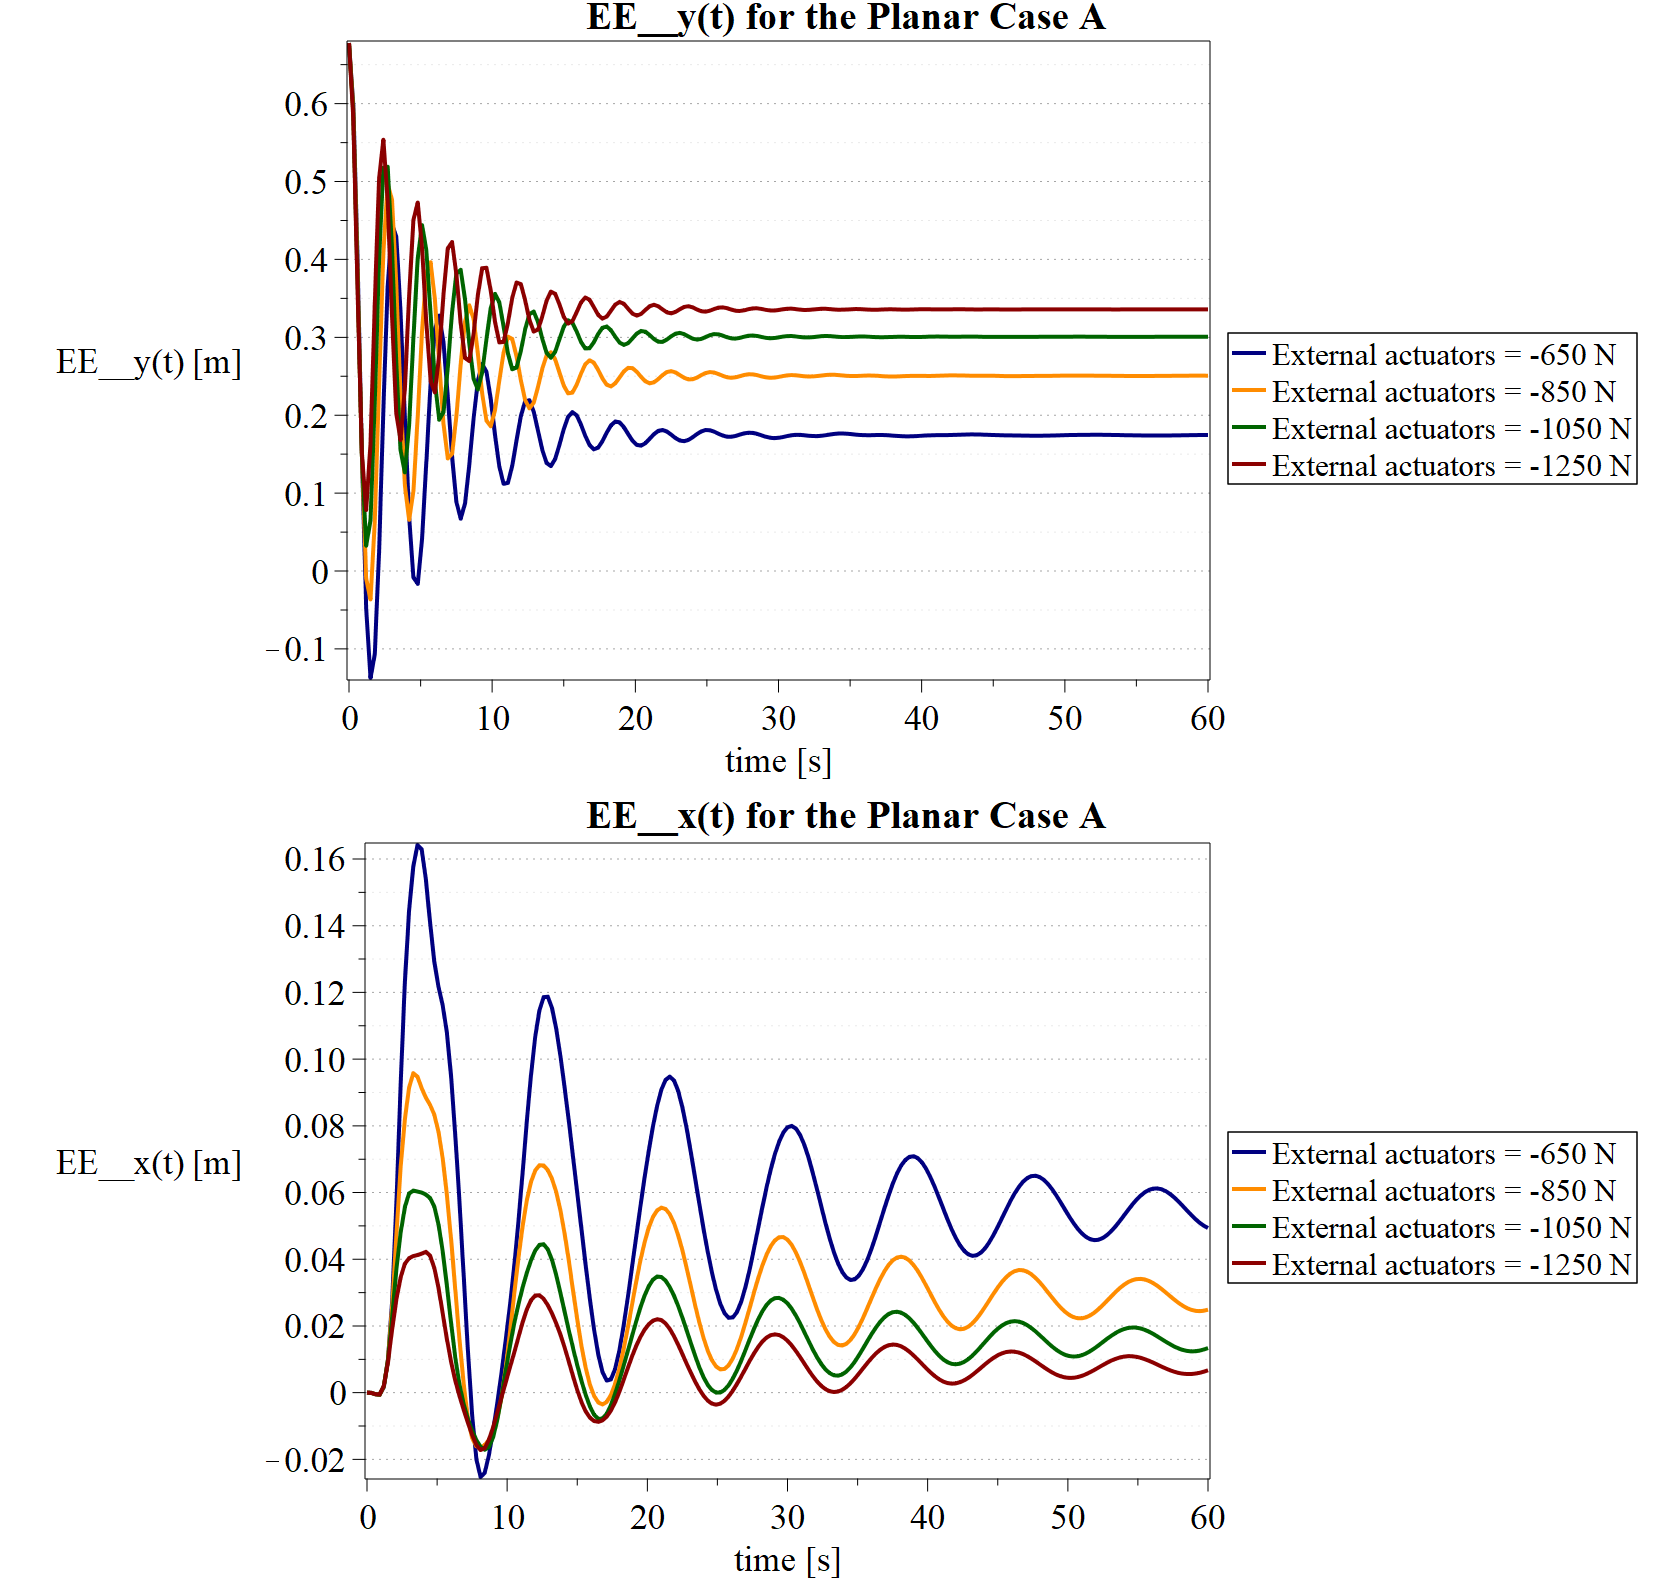 EE__y(t) for the Planar Case A
0.6
0.5
0.4
0.3
0.2
0.1
0
−0.1
EE__y(t) [m]
0 10 20 30 40 50 60
time [s]
External actuators = -650 N
External actuators = -850 N
External actuators = -1050 N
External actuators = -1250 N
EE__x(t) for the Planar Case A
0.16
0.14
0.12
0.10
0.08
0.06
0.04
0.02
0
−0.02
EE__x(t) [m]
0 10 20 30 40 50 60
time [s]
External actuators = -650 N
External actuators = -850 N
External actuators = -1050 N
External actuators = -1250 N